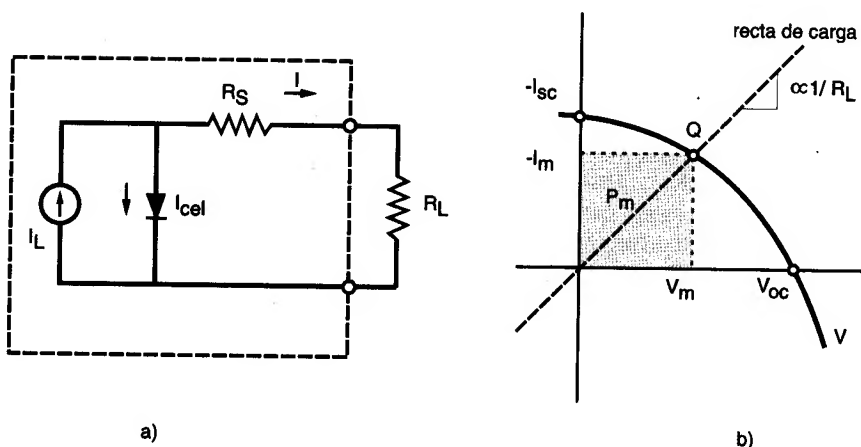 I
R_S
I_cel
I_L
R_L
a)
recta de carga
-I_sc
∝1/ R_L
Q
-I_m
P_m
V_m
V_oc
V
b)